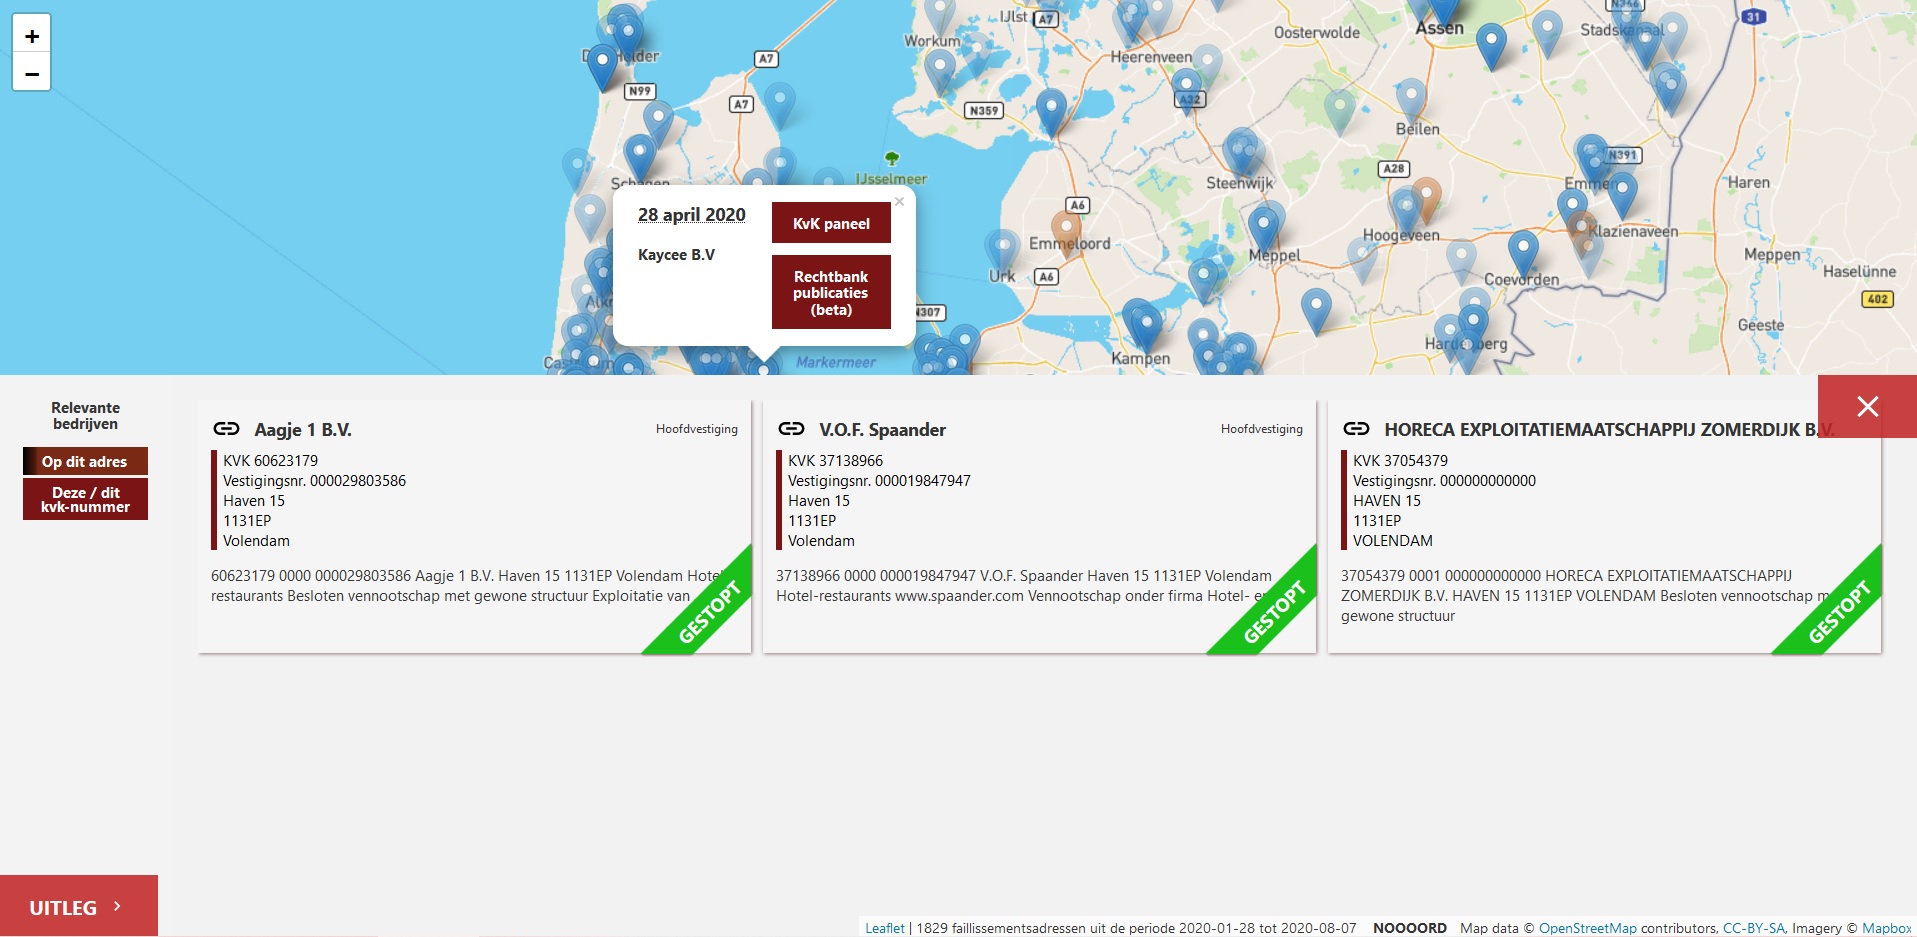 +
−
Workum
IJlst
A7
Heerenveen
Oosterwolde
Assen
N346
Stadskanaal
31
Den Helder
N99
A7
A7
N359
A32
Beilen
N391
Emmen
Haren
Schagen
IJsselmeer
Steenwijk
A28
A6
Emmeloord
Hoogeveen
Klazienaveen
Meppen
Haselünne
Urk
A6
Meppel
Coevorden
402
N307
Geeste
Kampen
Hardenberg
Markermeer
28 april 2020
Kaycee B.V
KvK paneel
Rechtbank
publicaties
(beta)
×
Relevante
bedrijven
Op dit adres
Deze / dit
kvk-nummer
Aagje 1 B.V.
Hoofdvestiging
KVK 60623179
Vestigingsnr. 000029803586
Haven 15
1131EP
Volendam
60623179 0000 000029803586 Aagje 1 B.V. Haven 15 1131EP Volendam Hotel-
restaurants Besloten vennootschap met gewone structuur Exploitatie van
GESTOPT
V.O.F. Spaander
Hoofdvestiging
KVK 37138966
Vestigingsnr. 000019847947
Haven 15
1131EP
Volendam
37138966 0000 000019847947 V.O.F. Spaander Haven 15 1131EP Volendam
Hotel-restaurants www.spaander.com Vennootschap onder firma Hotel- en
GESTOPT
HORECA EXPLOITATIEMAATSCHAPPIJ ZOMERDIJK B.V.
KVK 37054379
Vestigingsnr. 000000000000
HAVEN 15
1131EP
VOLENDAM
37054379 0001 000000000000 HORECA EXPLOITATIEMAATSCHAPPIJ
ZOMERDIJK B.V. HAVEN 15 1131EP VOLENDAM Besloten vennootschap met
gewone structuur
GESTOPT
UITLEG
Leaflet | 1829 faillissementsadressen uit de periode 2020-01-28 tot 2020-08-07 NOOOORD Map data © OpenStreetMap contributors, CC-BY-SA, Imagery © Mapbox